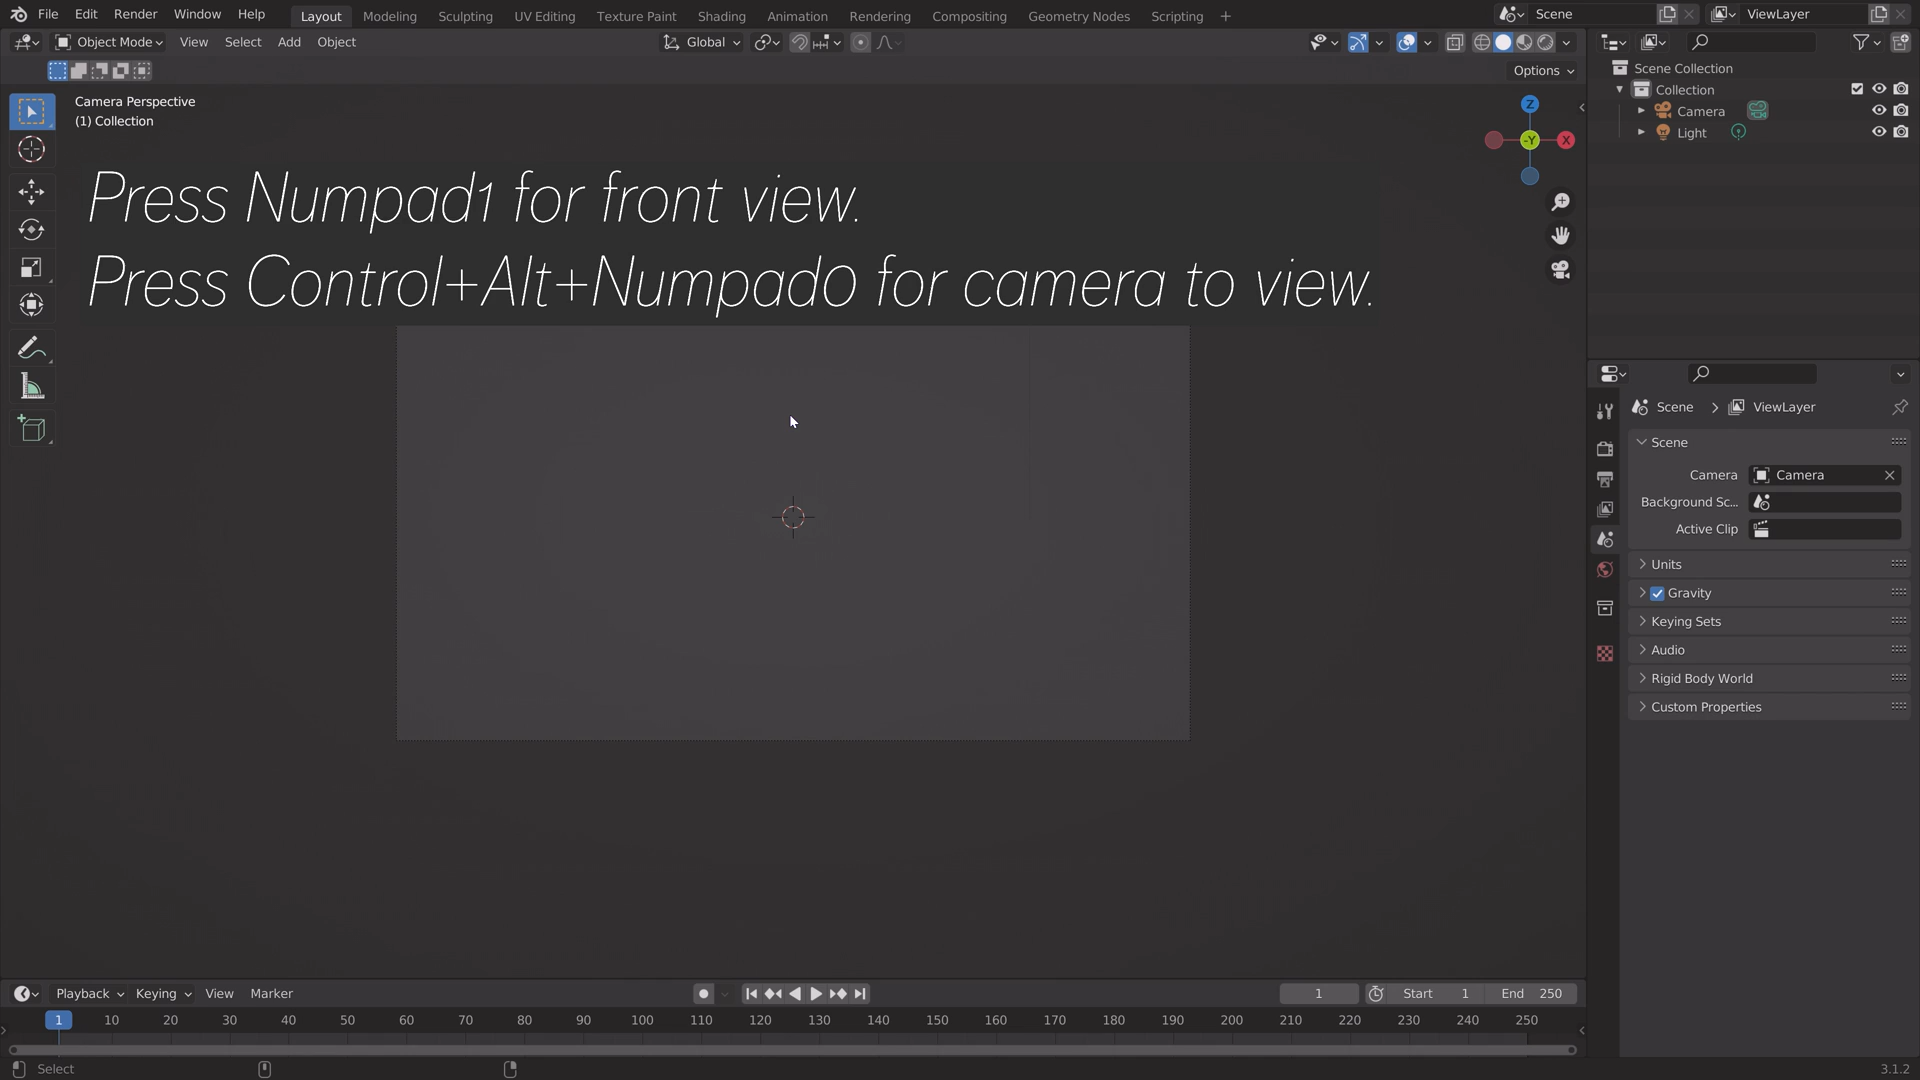 File Edit Render Window Help Layout Modeling Sculpting UV Editing Texture Paint Shading Animation Rendering Compositing Geometry Nodes Scripting + Scene ViewLayer
Object Mode View Select Add Object Global
Options
Camera Perspective
(1) Collection
Z
-Y
X
Press Numpad1 for front view.
Press Control+Alt+Numpad0 for camera to view.
Scene Collection
Collection
Camera
Light
Scene > ViewLayer
Scene
Camera Camera
Background Sc...
Active Clip
Units
Gravity
Keying Sets
Audio
Rigid Body World
Custom Properties
Playback Keying View Marker 1 Start 1 End 250
1 10 20 30 40 50 60 70 80 90 100 110 120 130 140 150 160 170 180 190 200 210 220 230 240 250
Select 3.1.2